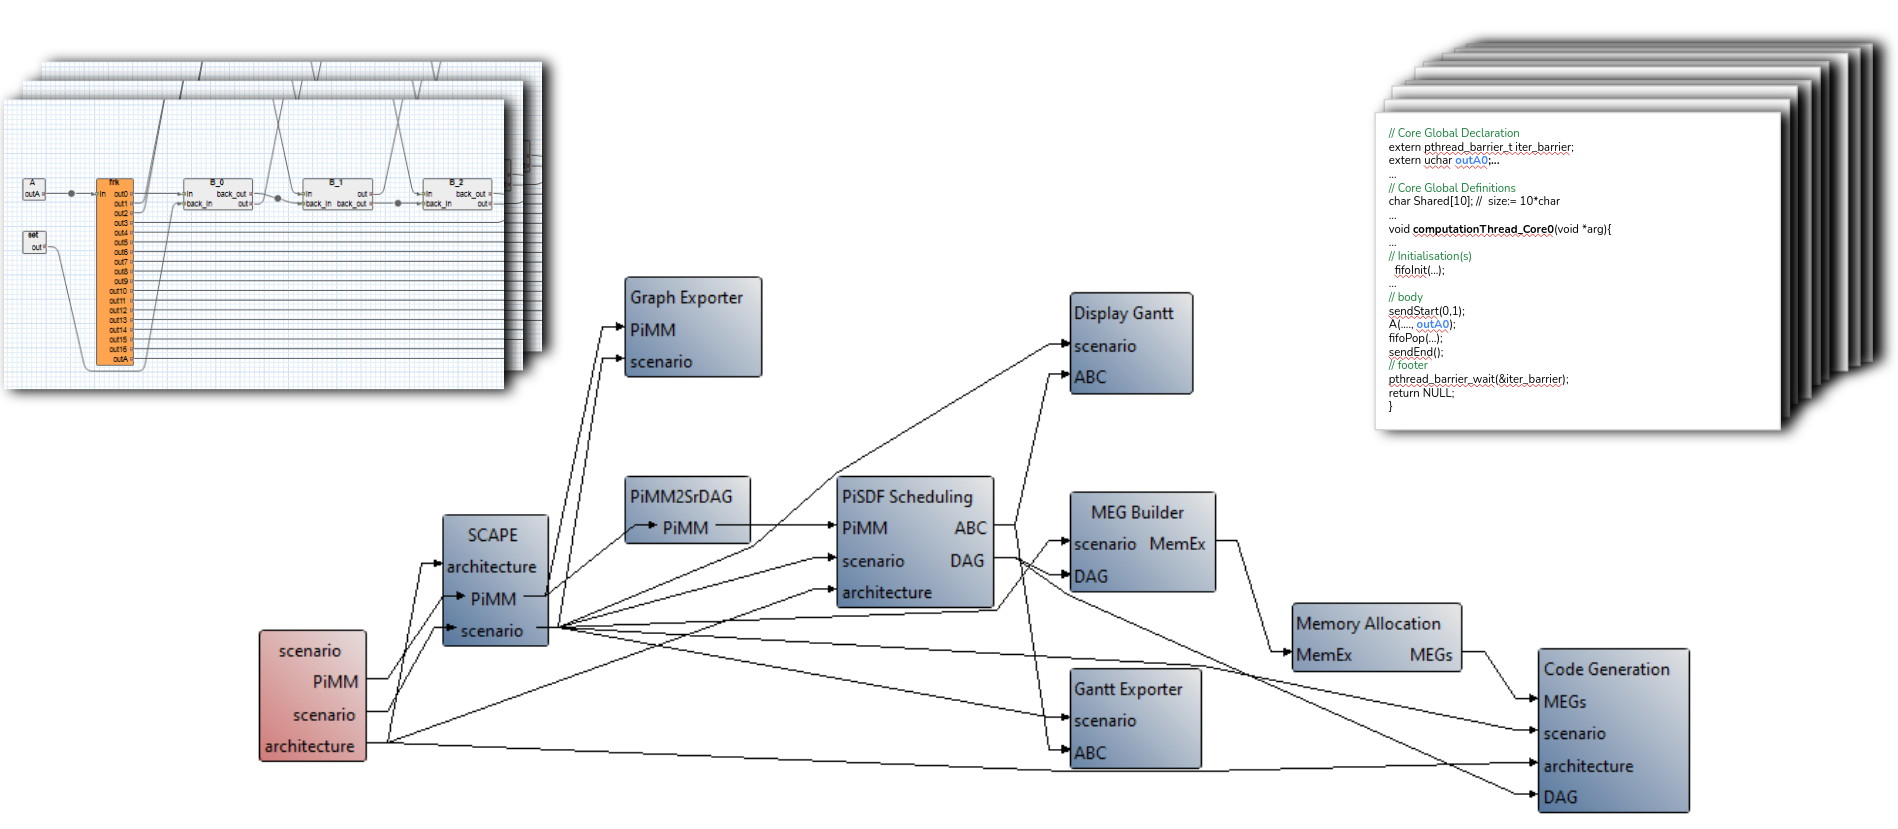 A
outA
set
out
frk
in
out0
out1
out2
out3
out4
out5
out6
out7
out8
out9
out10
out11
out12
out13
out14
out15
out16
outA
B_0
in back_out
back_in out
B_1
in out
back_in back_out
B_2
in back_out
back_in out
// Core Global Declaration
extern pthread_barrier_t iter_barrier;
extern uchar outA0;...
...
// Core Global Definitions
char Shared[10]; // size:= 10*char
...
void computationThread_Core0(void *arg){
...
// Initialisation(s)
fifoInit(...);
...
// body
sendStart(0,1);
A(...., outA0);
fifoPop(...);
sendEnd();
// footer
pthread_barrier_wait(&iter_barrier);
return NULL;
}
scenario
PiMM
scenario
architecture
SCAPE
architecture
PiMM
scenario
Graph Exporter
PiMM
scenario
PiMM2SrDAG
PiMM
PiSDF Scheduling
PiMM ABC
scenario DAG
architecture
Display Gantt
scenario
ABC
MEG Builder
scenario MemEx
DAG
Gantt Exporter
scenario
ABC
Memory Allocation
MemEx MEGs
Code Generation
MEGs
scenario
architecture
DAG